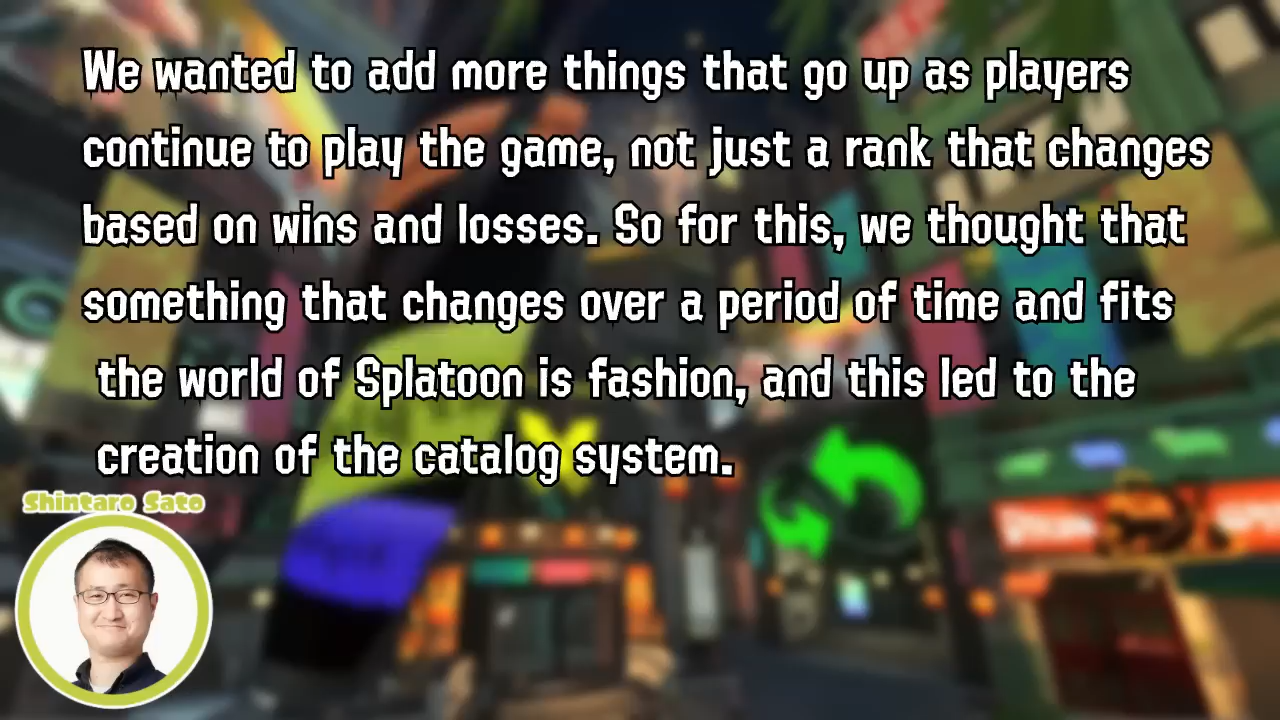 We wanted to add more things that go up as players
continue to play the game, not just a rank that changes
based on wins and losses. So for this, we thought that
something that changes over a period of time and fits
the world of Splatoon is fashion, and this led to the
creation of the catalog system.
Shintaro Sato